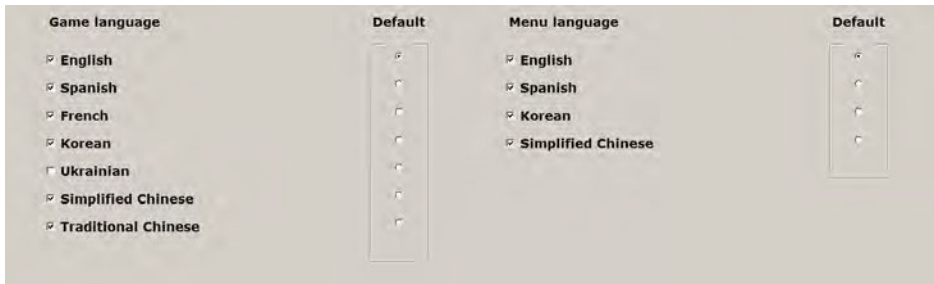 Game language
Default
English
Spanish
French
Korean
Ukrainian
Simplified Chinese
Traditional Chinese
Menu language
Default
English
Spanish
Korean
Simplified Chinese